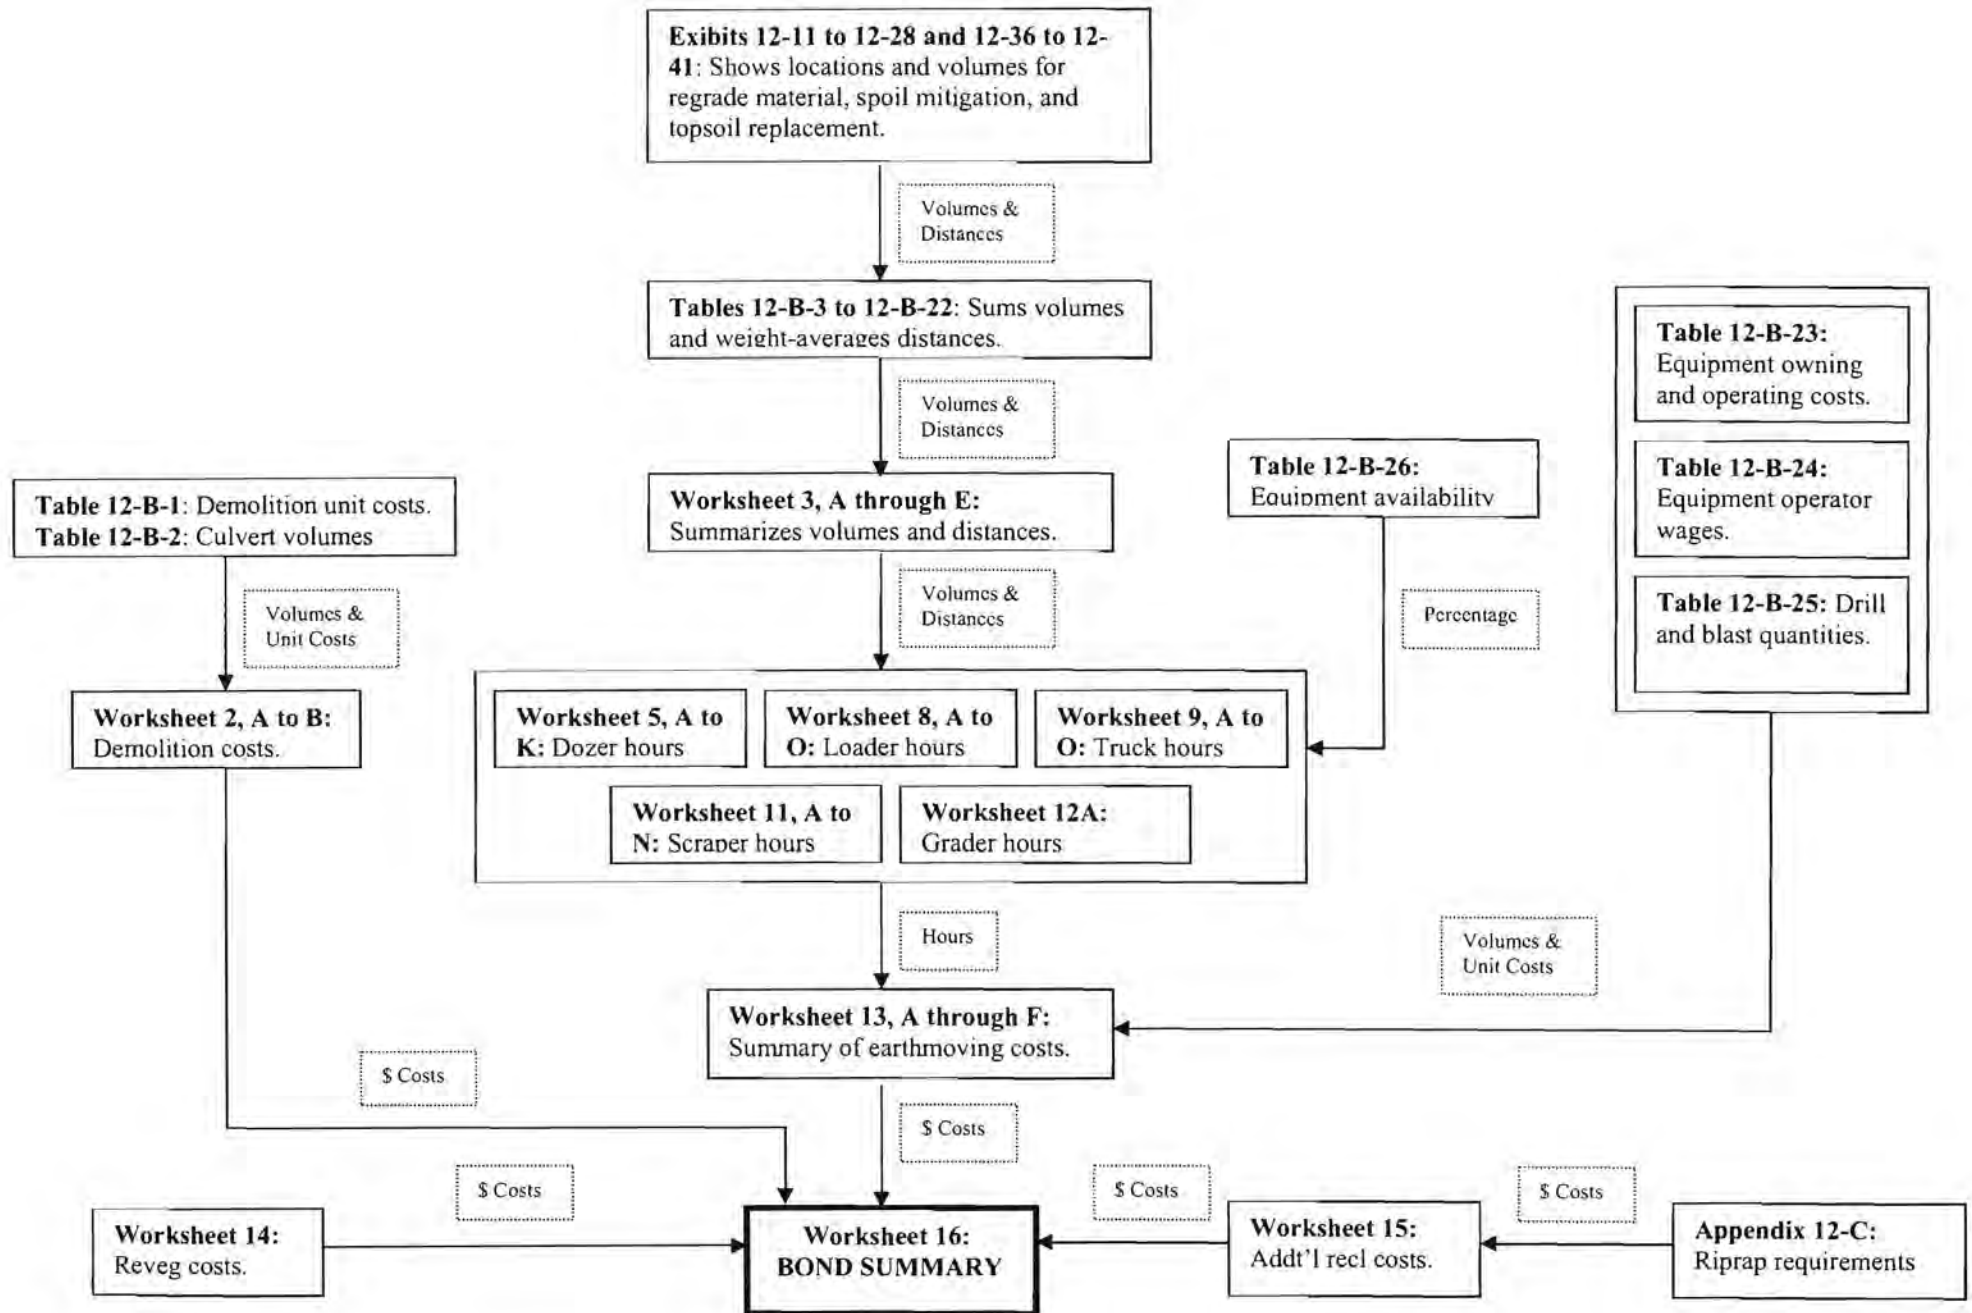 Exibits 12-11 to 12-28 and 12-36 to 12-
41: Shows locations and volumes for
regrade material, spoil mitigation, and
topsoil replacement.
Volumes &
Distances
Tables 12-B-3 to 12-B-22: Sums volumes
and weight-averages distances.
Volumes &
Distances
Table 12-B-23:
Equipment owning
and operating costs.
Table 12-B-24:
Equipment operator
wages.
Table 12-B-25: Drill
and blast quantities.
Table 12-B-26:
Equipment availability
Table 12-B-1: Demolition unit costs.
Table 12-B-2: Culvert volumes
Worksheet 3, A through E:
Summarizes volumes and distances.
Volumes &
Unit Costs
Volumes &
Distances
Percentage
Worksheet 2, A to B:
Demolition costs.
Worksheet 5, A to
K: Dozer hours
Worksheet 8, A to
O: Loader hours
Worksheet 9, A to
O: Truck hours
Worksheet 11, A to
N: Scraper hours
Worksheet 12A:
Grader hours
Hours
Volumes &
Unit Costs
Worksheet 13, A through F:
Summary of earthmoving costs.
$ Costs
$ Costs
$ Costs
$ Costs
$ Costs
Worksheet 14:
Reveg costs.
Worksheet 16:
BOND SUMMARY
Worksheet 15:
Addt'l recl costs.
Appendix 12-C:
Riprap requirements